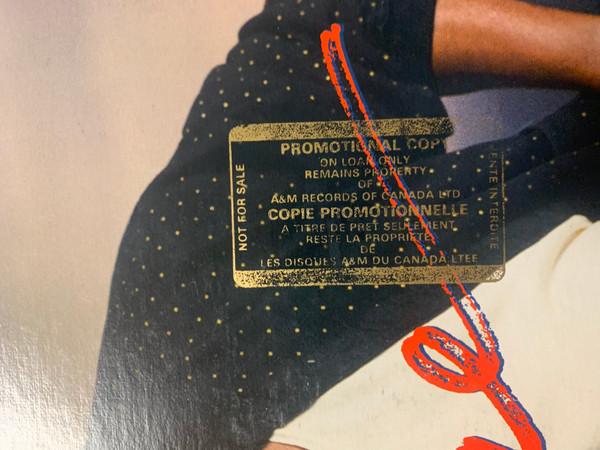 PROMOTIONAL COPY
ON LOAN ONLY
REMAINS PROPERTY
OF
A&M RECORDS OF CANADA LTD
COPIE PROMOTIONNELLE
A TITRE DE PRET SEULEMENT
RESTE LA PROPRIETE
DE
LES DISQUES A&M DU CANADA LTEE
NOT FOR SALE
VENTE INTERDITE